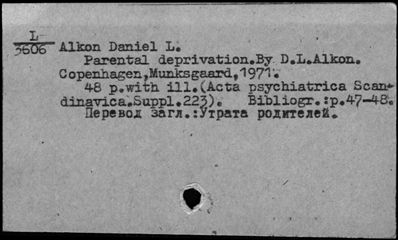 L
3606
Alkon Daniel L.
Parental deprivation.By D.L.Alkon.
Copenhagen,Munksgaard,1971.
48 p.with ill.(Acta psychiatrica Scan-
dinavica.Suppl.223). Bibliogr.:p.47-48.
Перевод загл.:Утрата родителей.